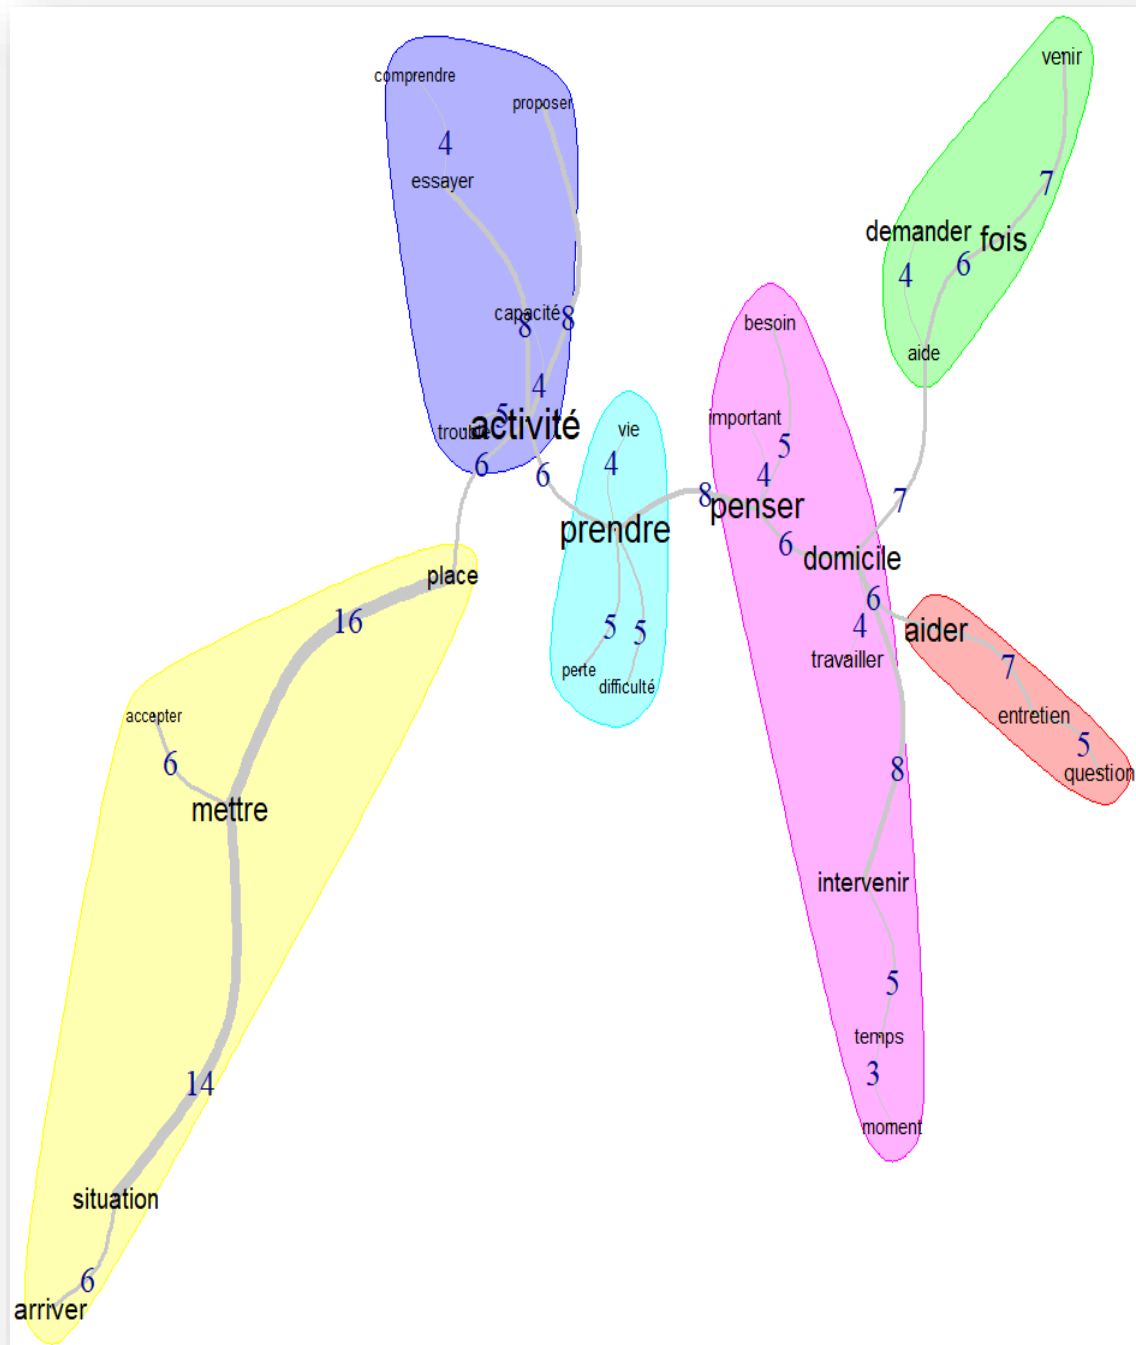 venir
comprendre
proposer
4
essayer
7
demander
fois
6
4
capacité
8
8
besoin
aide
4
5
trouble
activité
vie
important
6
6
4
5
4
8
penser
7
prendre
6
domicile
place
6
16
5
5
4
aider
travailler
7
perte
difficulté
accepter
entretien
5
6
question
8
mettre
intervenir
5
temps
3
14
moment
situation
6
arriver